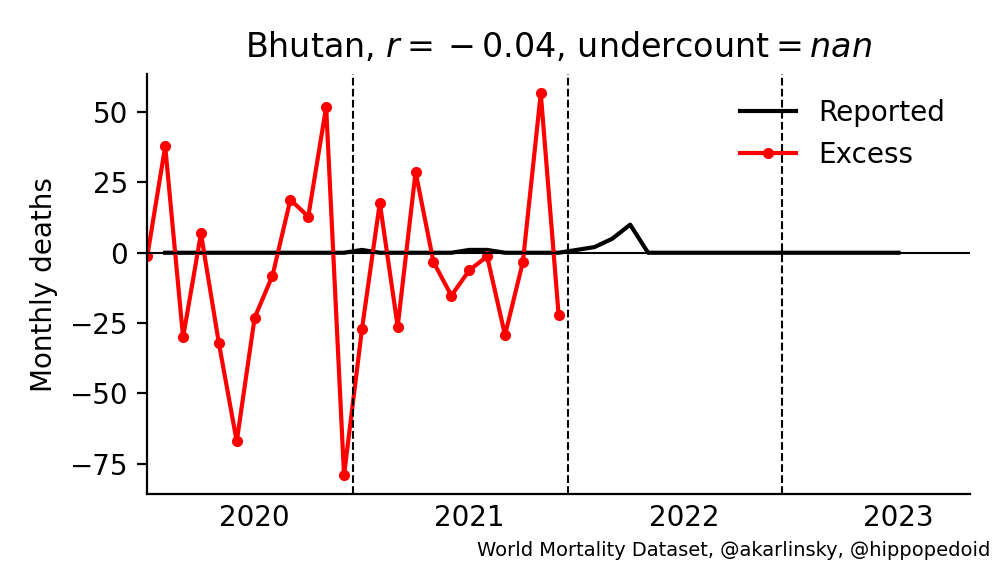 Bhutan, r = −0.04, undercount = nan
Reported
Excess
Monthly deaths
50
25
0
−25
−50
−75
2020 2021 2022 2023
World Mortality Dataset, @akarlinsky, @hippopedoid